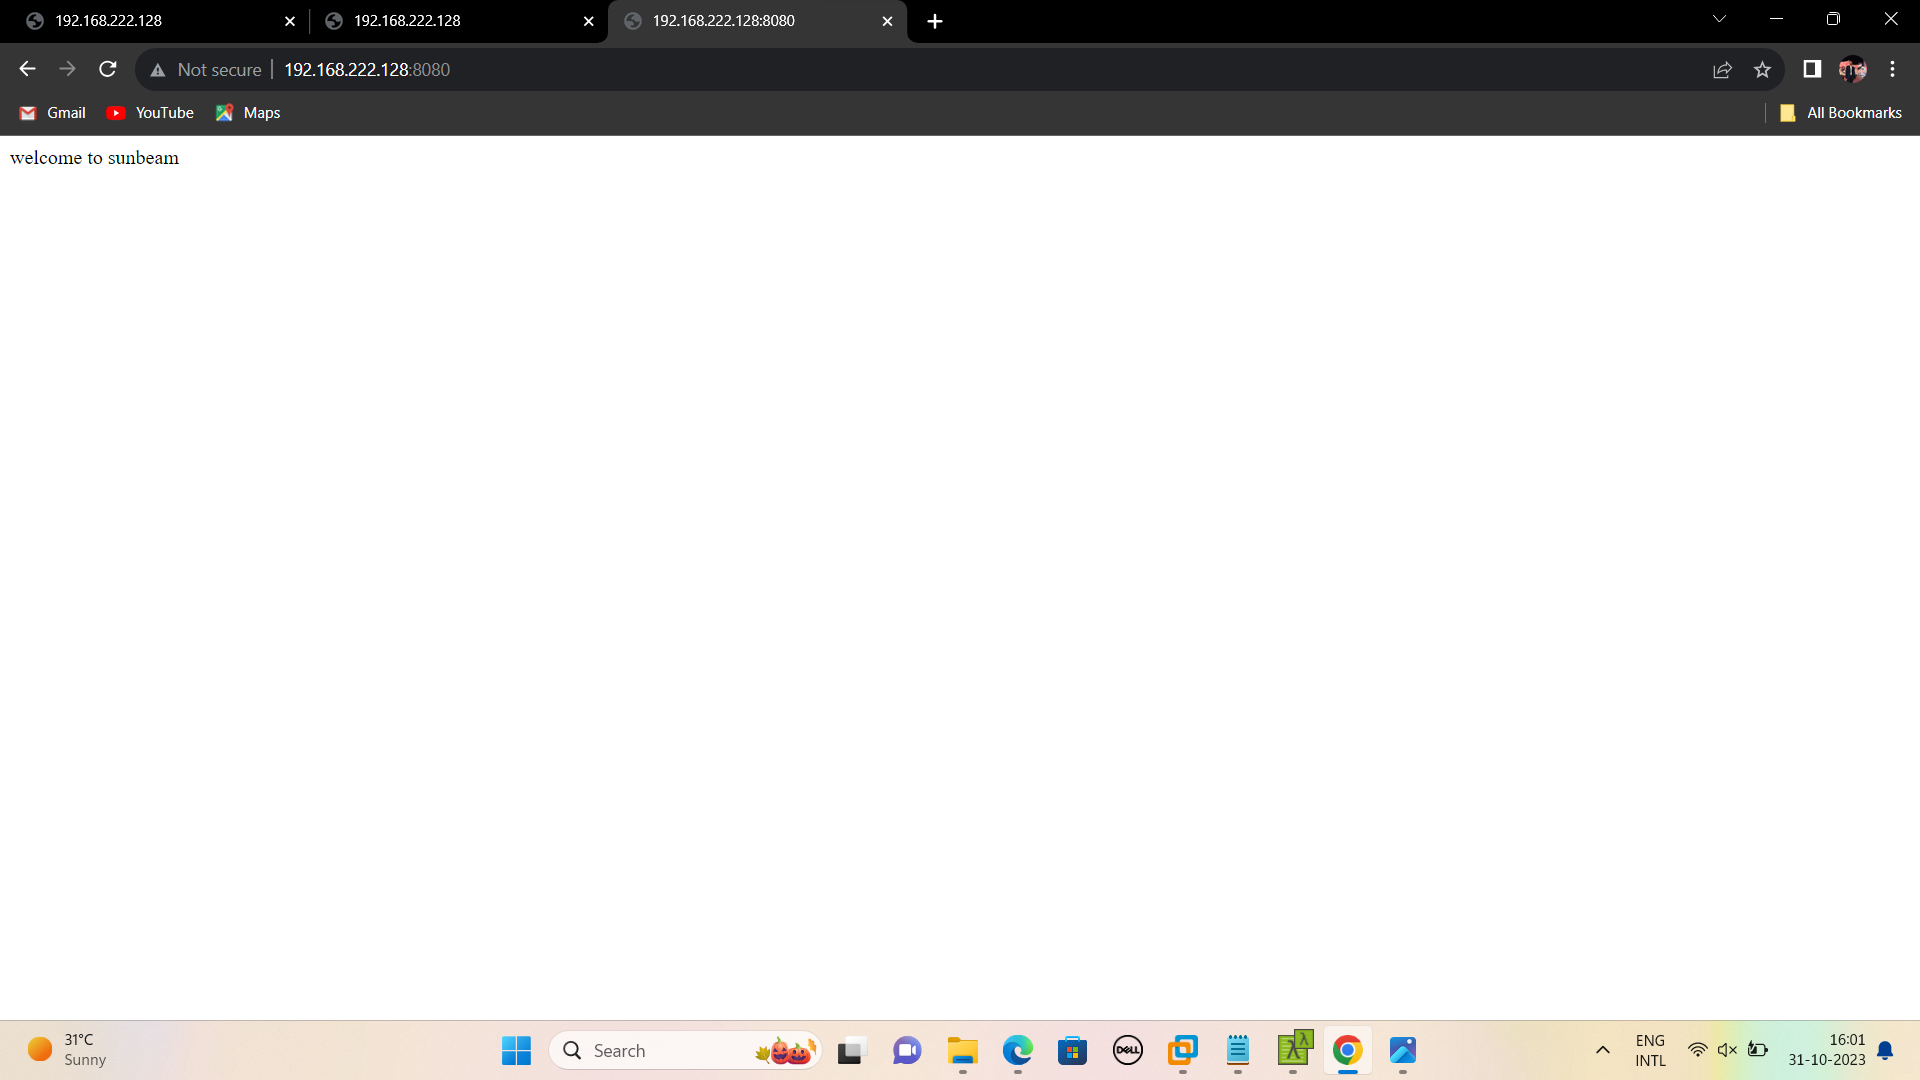 192.168.222.128
192.168.222.128
192.168.222.128:8080
Not secure
192.168.222.128:8080
Gmail
YouTube
Maps
All Bookmarks
welcome to sunbeam
31°C
Sunny
Search
DELL
ENG
INTL
16:01
31-10-2023